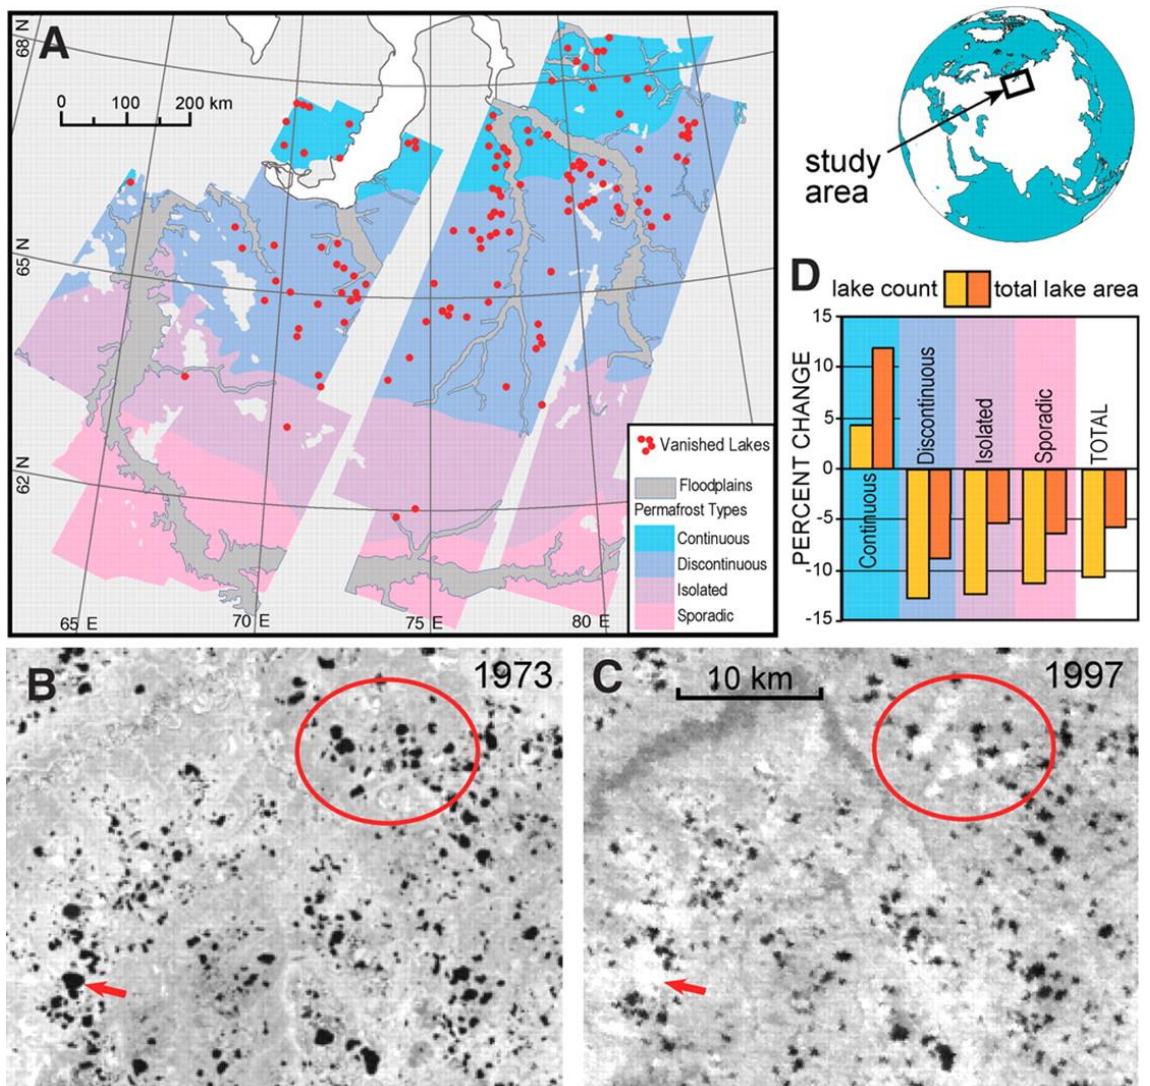 A
68 N
65 N
62 N
0 100 200 km
65 E
70 E
75 E
80 E
Vanished Lakes
Floodplains
Permafrost Types
Continuous
Discontinuous
Isolated
Sporadic
study
area
D
lake count
total lake area
PERCENT CHANGE
15
10
5
0
-5
-10
-15
Continuous
Discontinuous
Isolated
Sporadic
TOTAL
B
1973
C
10 km
1997